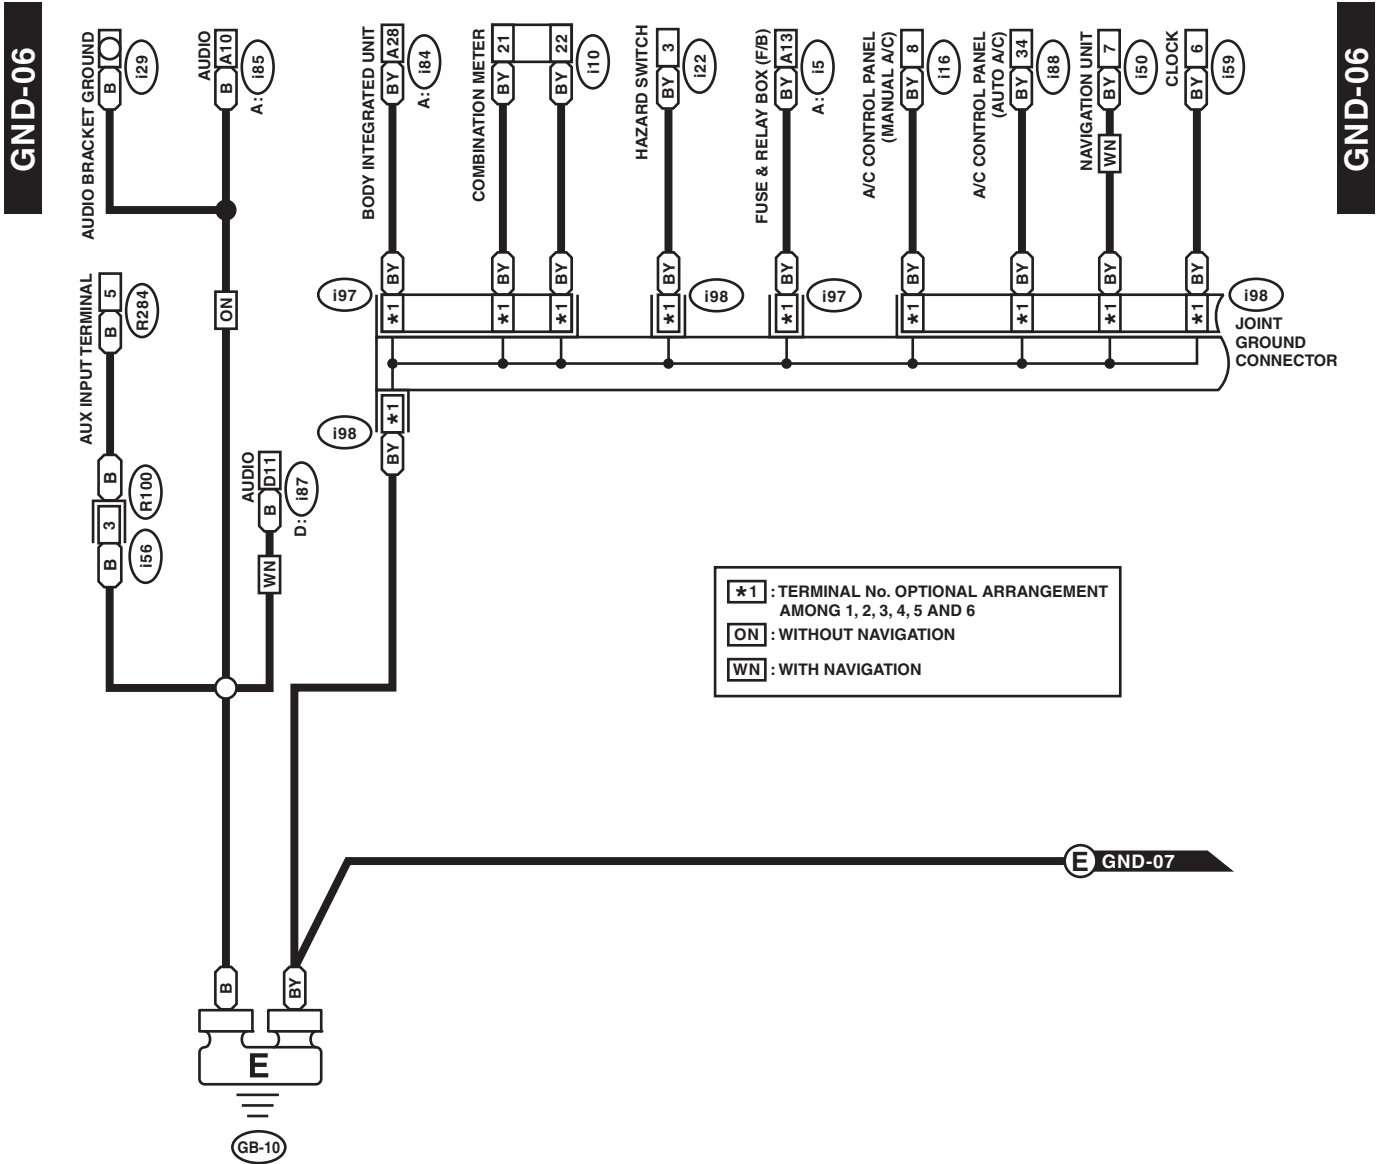 GND-06
GND-06
AUDIO BRACKET GROUND
B
i29
AUDIO
A10
B
A: i85
ON
AUX INPUT TERMINAL
5
B
R284
B
R100
3
B
i56
AUDIO
D11
B
D: i87
WN
BODY INTEGRATED UNIT
A28
BY
A: i84
COMBINATION METER
21
22
BY
BY
i10
HAZARD SWITCH
3
BY
i22
FUSE & RELAY BOX (F/B)
A13
BY
A: i5
A/C CONTROL PANEL
(MANUAL A/C)
8
BY
i16
A/C CONTROL PANEL
(AUTO A/C)
34
BY
i88
NAVIGATION UNIT
7
BY
i50
WN
CLOCK
6
BY
i59
BY
BY
BY
BY
BY
BY
BY
BY
BY
i97
*1
*1
*1
*1
i98
*1
i97
*1
*1
*1
*1
i98
JOINT
GROUND
CONNECTOR
i98
*1
BY
*1 : TERMINAL No. OPTIONAL ARRANGEMENT
AMONG 1, 2, 3, 4, 5 AND 6
ON : WITHOUT NAVIGATION
WN : WITH NAVIGATION
E GND-07
B
BY
E
GB-10